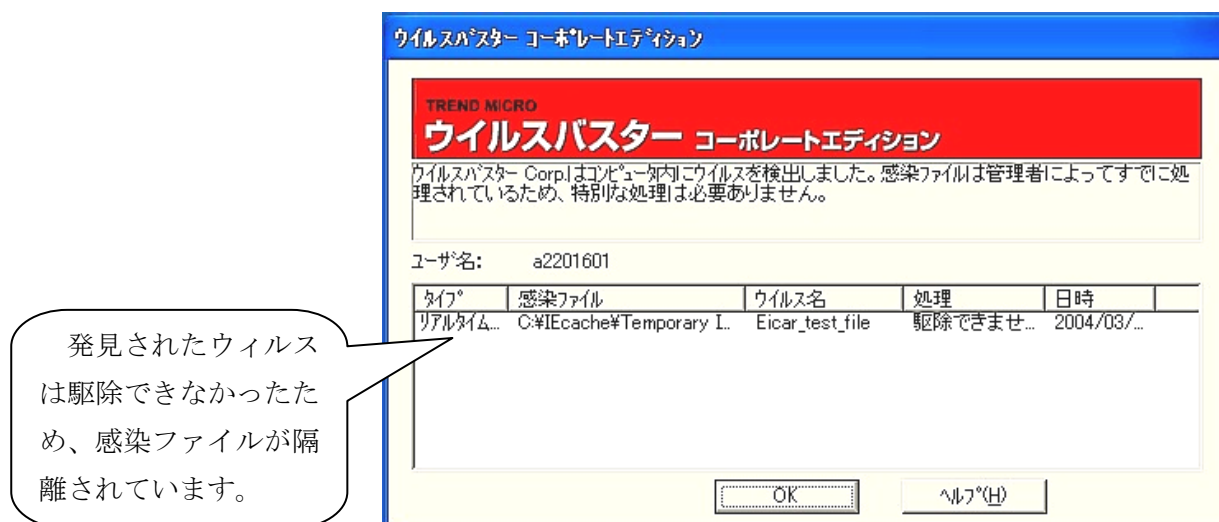 ウイルスバスター コーポレートエディション
TREND MICRO
ウイルスバスター コーポレートエディション
ウイルスバスター Corp.はコンピュータ内にウイルスを検出しました。感染ファイルは管理者によってすでに処
理されているため、特別な処理は必要ありません。
ユーザ名: a2201601
タイプ 感染ファイル ウイルス名 処理 日時
リアルタイム... C:¥IEcache¥Temporary I... Eicar_test_file 駆除できませ... 2004/03/...
発見されたウィルス
は駆除できなかったた
め、感染ファイルが隔
離されています。
OK ヘルプ(H)